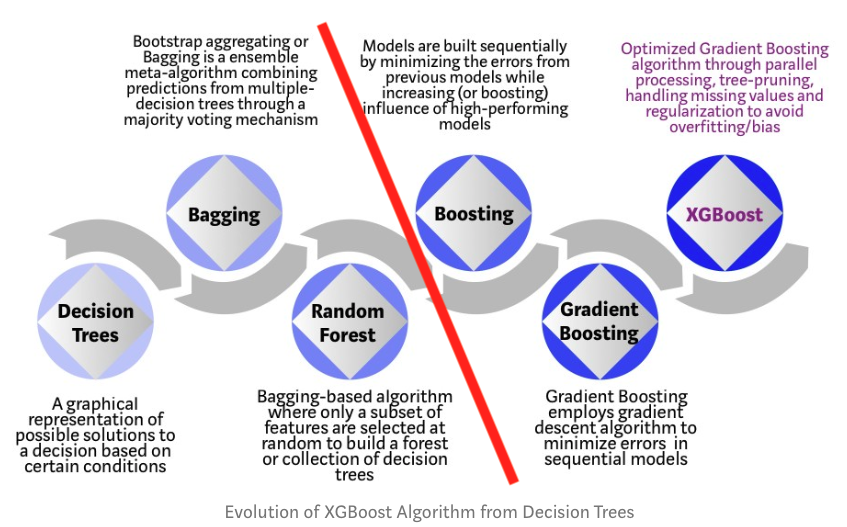 Bootstrap aggregating or
Bagging is a ensemble
meta-algorithm combining
predictions from multiple-
decision trees through a
majority voting mechanism
Models are built sequentially
by minimizing the errors from
previous models while
increasing (or boosting)
influence of high-performing
models
Optimized Gradient Boosting
algorithm through parallel
processing, tree-pruning,
handling missing values and
regularization to avoid
overfitting/bias
Bagging
Boosting
XGBoost
Decision
Trees
Random
Forest
Gradient
Boosting
A graphical
representation of
possible solutions to
a decision based on
certain conditions
Bagging-based algorithm
where only a subset of
features are selected at
random to build a forest
or collection of decision
trees
Gradient Boosting
employs gradient
descent algorithm to
minimize errors in
sequential models
Evolution of XGBoost Algorithm from Decision Trees